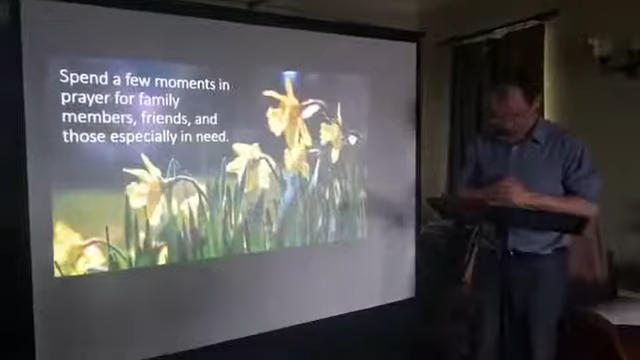 Spend a few moments in
prayer for family
members, friends, and
those especially in need.